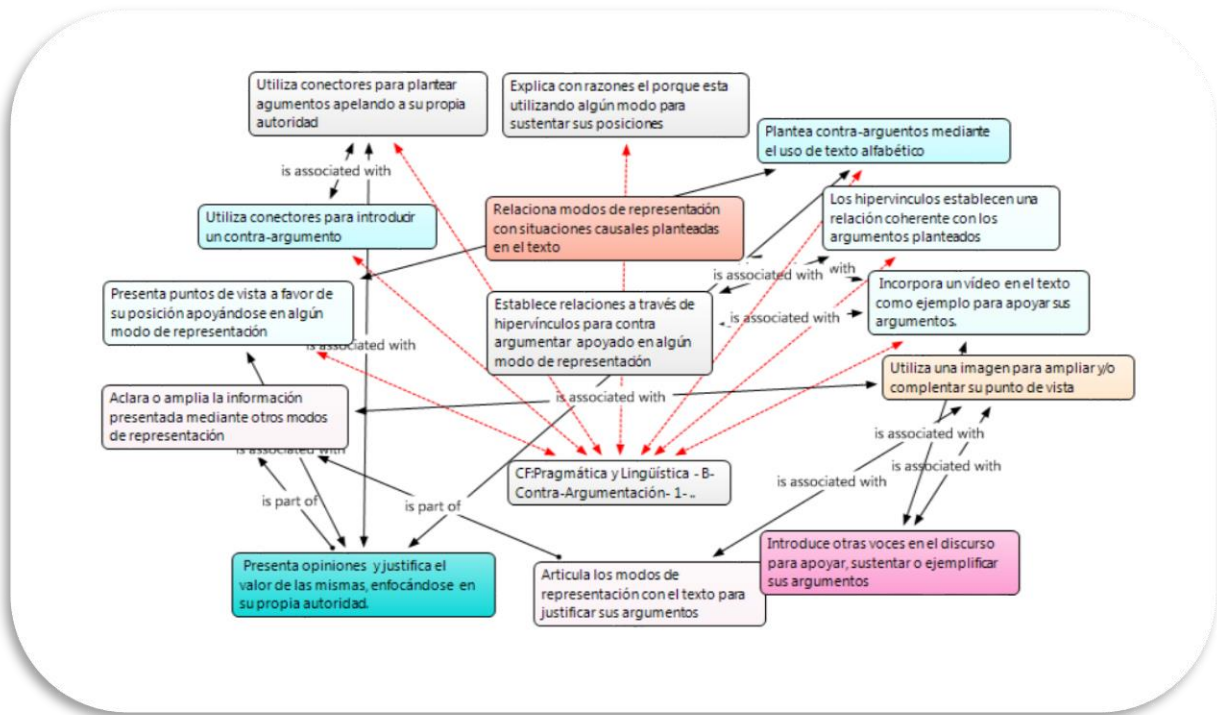 Utiliza conectores para plantear
agumentos apelando a su propia
autoridad
Explica con razones el porque esta
utilizando algún modo para
sustentar sus posiciones
Plantea contra-arguentos mediante
el uso de texto alfabético
is associated with
Utiliza conectores para introducir
un contra-argumento
Relaciona modos de representación
con situaciones causales planteadas
en el texto
Los hipervinculos establecen una
relación coherente con los
argumentos planteados
is associated with
with
Presenta puntos de vista a favor de
su posición apoyándose en algún
modo de representación
Establece relaciones a través de
hipervínculos para contra
argumentar apoyado en algún
modo de representación
Incorpora un vídeo en el texto
como ejemplo para apoyar sus
argumentos.
is associated with
is associated with
Utiliza una imagen para ampliar y/o
complentar su punto de vista
Aclara o amplia la información
presentada mediante otros modos
de representación
is associated with
is associated with
is associated with
is associated with
CF:Pragmática y Lingüística - B-
Contra-Argumentación- 1- ..
is associated with
is part of
is part of
Presenta opiniones y justifica el
valor de las mismas, enfocándose en
su propia autoridad.
Articula los modos de
representación con el texto para
justificar sus argumentos
Introduce otras voces en el discurso
para apoyar, sustentar o ejemplificar
sus argumentos